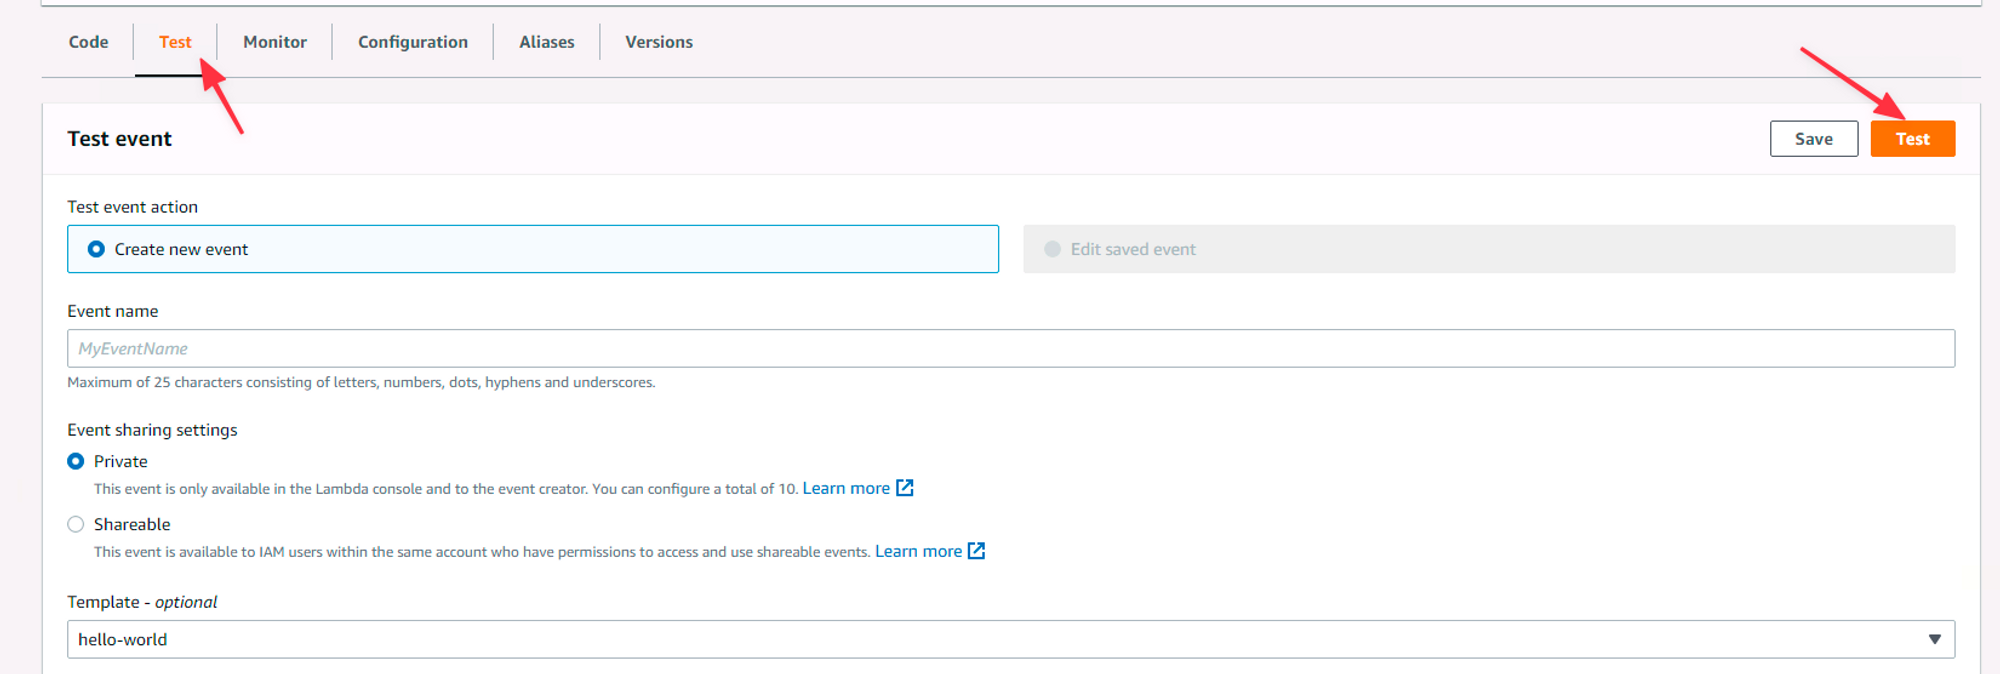 Code Test Monitor Configuration Aliases Versions
Test event Save Test
Test event action
Create new event Edit saved event
Event name
MyEventName
Maximum of 25 characters consisting of letters, numbers, dots, hyphens and underscores.
Event sharing settings
Private
This event is only available in the Lambda console and to the event creator. You can configure a total of 10. Learn more
Shareable
This event is available to IAM users within the same account who have permissions to access and use shareable events. Learn more
Template - optional
hello-world